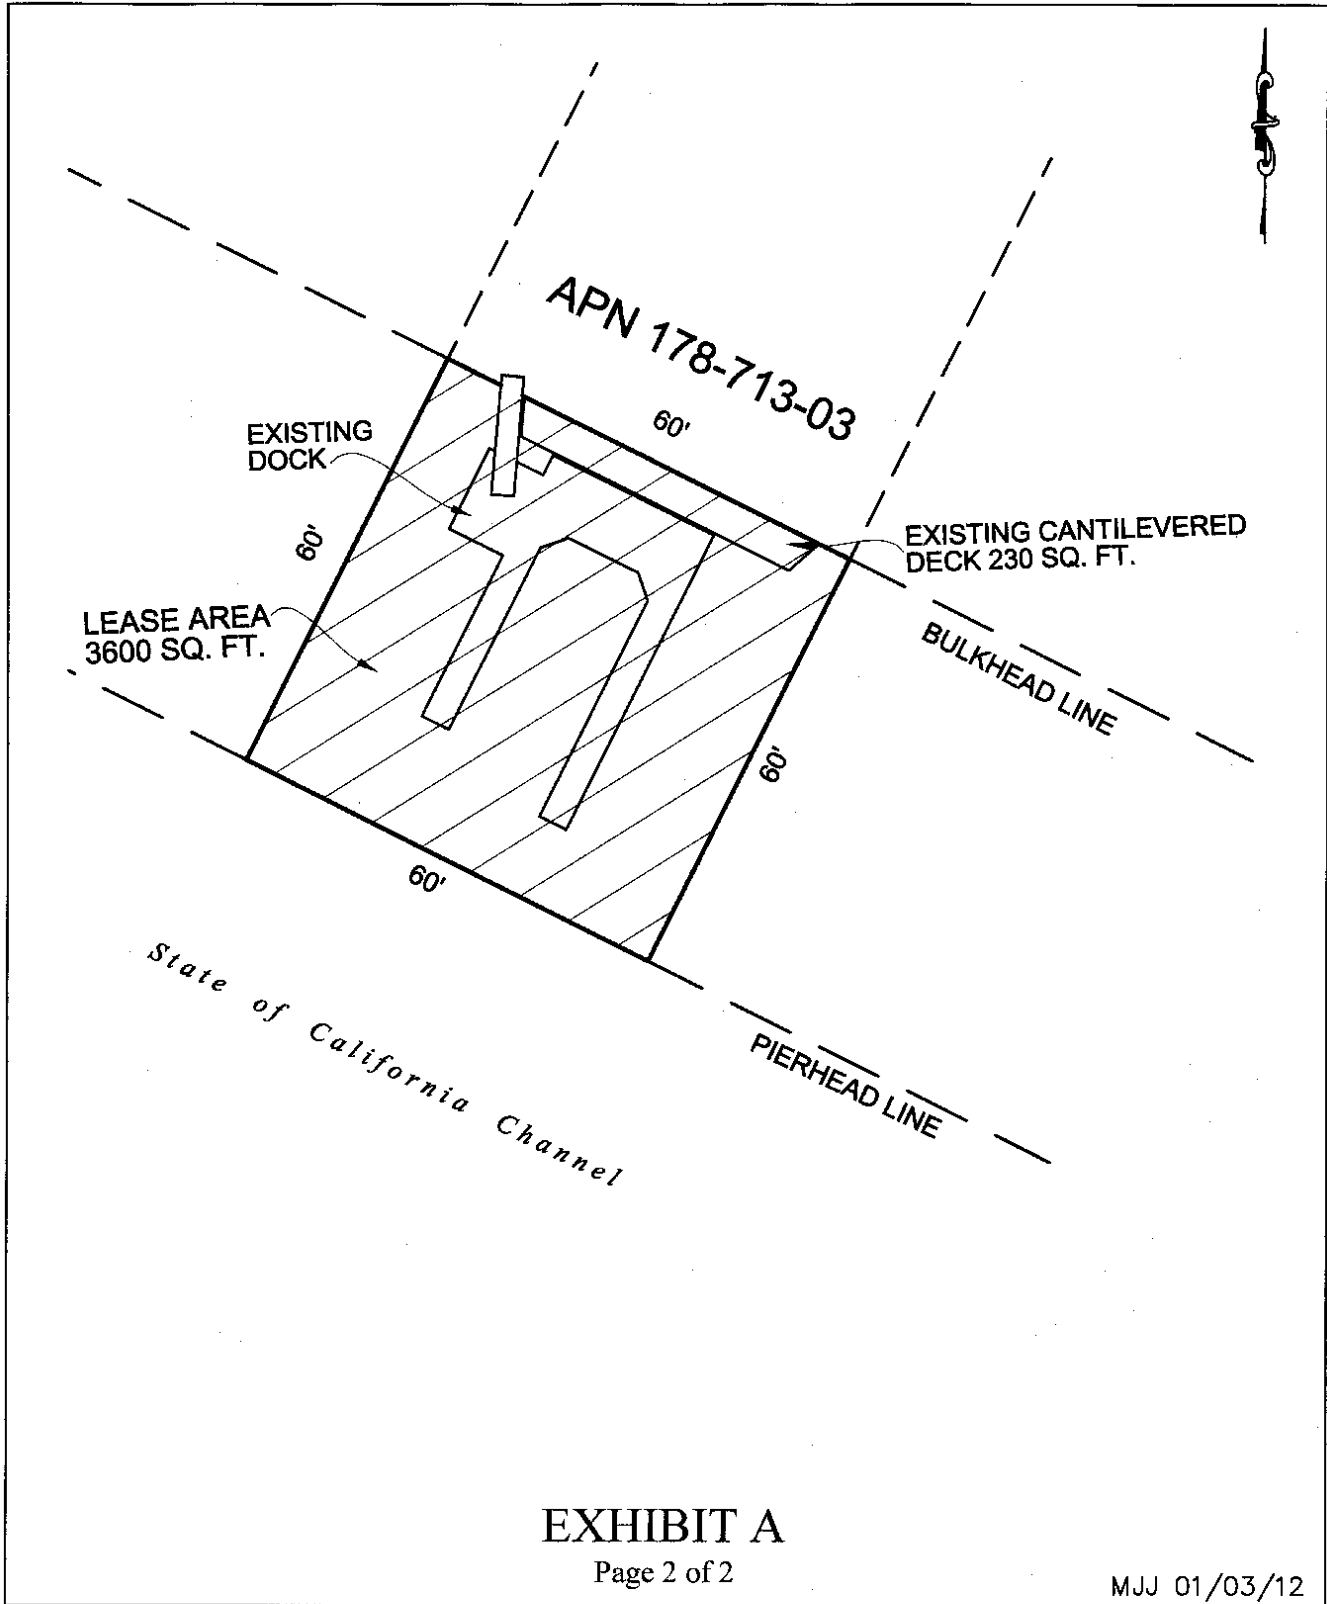 APN 178-713-03
60'
EXISTING
DOCK
60'
EXISTING CANTILEVERED
DECK 230 SQ. FT.
LEASE AREA
3600 SQ. FT.
BULKHEAD LINE
60'
60'
State of California Channel
PIERHEAD LINE
EXHIBIT A
Page 2 of 2
MJJ 01/03/12